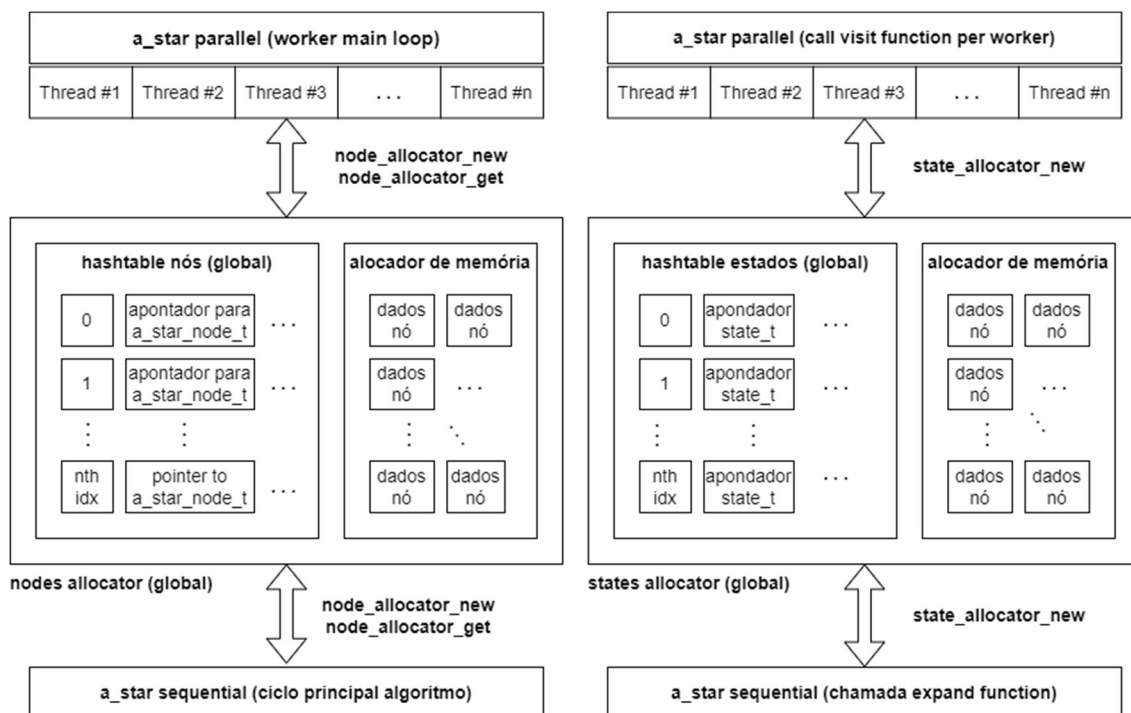 a_star parallel (worker main loop)
Thread #1 Thread #2 Thread #3 ... Thread #n
node_allocator_new
node_allocator_get
hashtable nós (global)
0
apontador para
a_star_node_t
...
1
apontador para
a_star_node_t
...
nth
idx
pointer to
a_star_node_t
...
alocador de memória
dados
nó
dados
nó
dados
nó
...
dados
nó
dados
nó
nodes allocator (global)
node_allocator_new
node_allocator_get
a_star sequential (ciclo principal algoritmo)
a_star parallel (call visit function per worker)
Thread #1 Thread #2 Thread #3 ... Thread #n
state_allocator_new
hashtable estados (global)
0
apondador
state_t
...
1
apondador
state_t
...
nth
idx
apondador
state_t
...
alocador de memória
dados
nó
dados
nó
dados
nó
...
dados
nó
dados
nó
states allocator (global)
state_allocator_new
a_star sequential (chamada expand function)